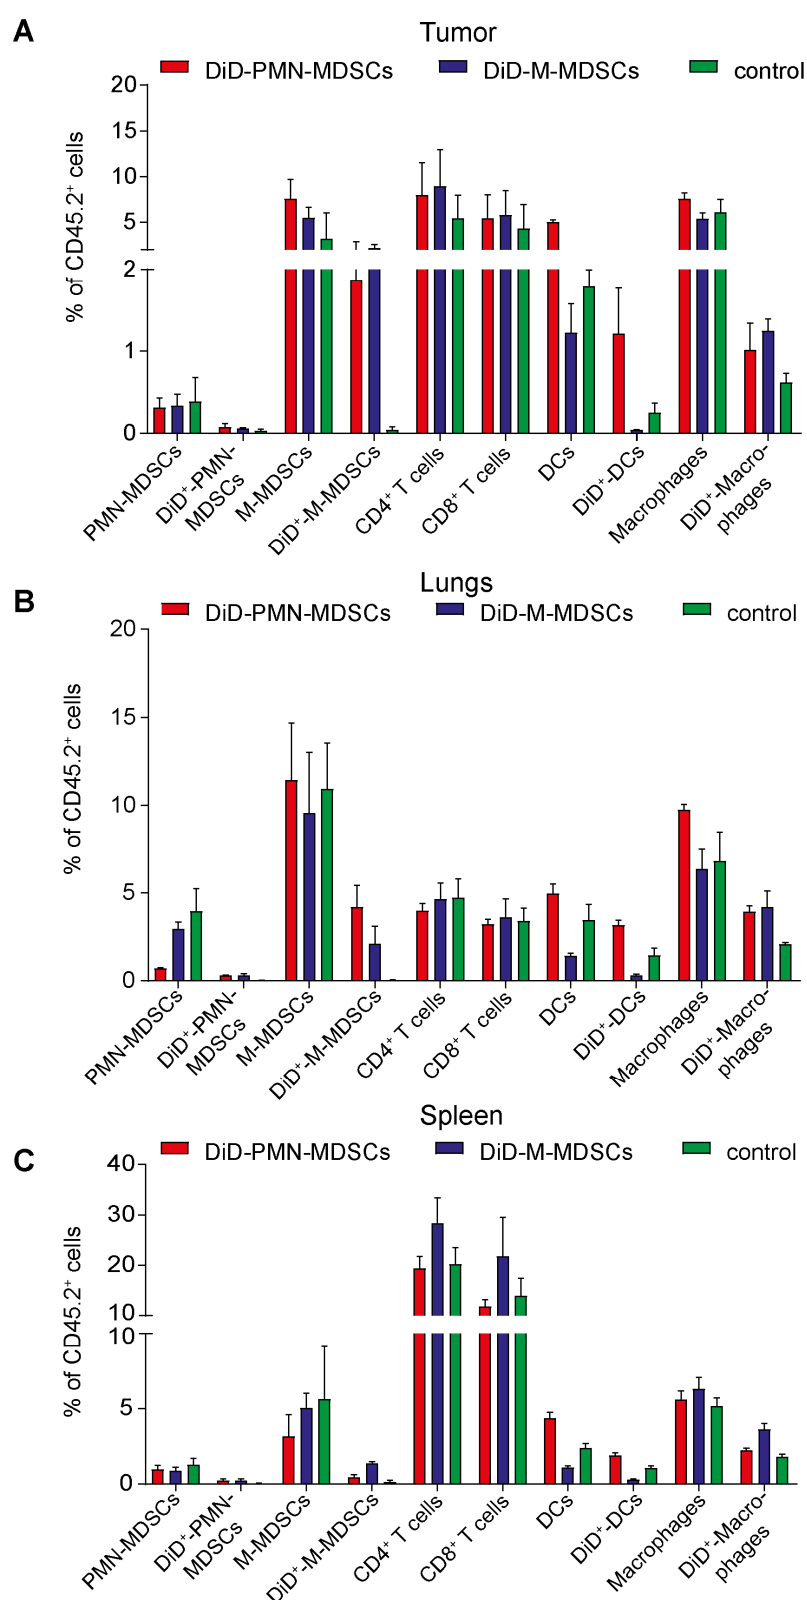 A
Tumor
DiD-PMN-MDSCs DiD-M-MDSCs control
% of CD45.2⁺ cells
20
15
10
5
2
1
0
PMN-MDSCs
DiD⁺-PMN-
MDSCs
M-MDSCs
DiD⁺-M-MDSCs
CD4⁺ T cells
CD8⁺ T cells
DCs
DiD⁺-DCs
Macrophages
DiD⁺-Macro-
phages
B
Lungs
DiD-PMN-MDSCs DiD-M-MDSCs control
% of CD45.2⁺ cells
20
15
10
5
0
PMN-MDSCs
DiD⁺-PMN-
MDSCs
M-MDSCs
DiD⁺-M-MDSCs
CD4⁺ T cells
CD8⁺ T cells
DCs
DiD⁺-DCs
Macrophages
DiD⁺-Macro-
phages
C
Spleen
DiD-PMN-MDSCs DiD-M-MDSCs control
% of CD45.2⁺ cells
40
30
20
10
10
5
0
PMN-MDSCs
DiD⁺-PMN-
MDSCs
M-MDSCs
DiD⁺-M-MDSCs
CD4⁺ T cells
CD8⁺ T cells
DCs
DiD⁺-DCs
Macrophages
DiD⁺-Macro-
phages